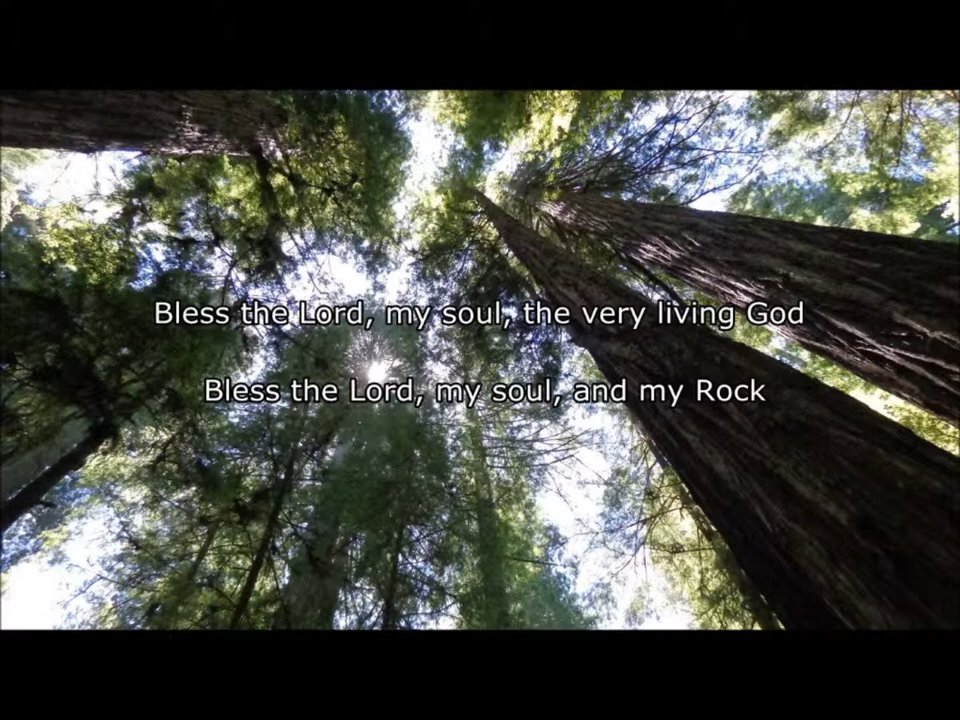 Bless the Lord, my soul, the very living God
Bless the Lord, my soul, and my Rock